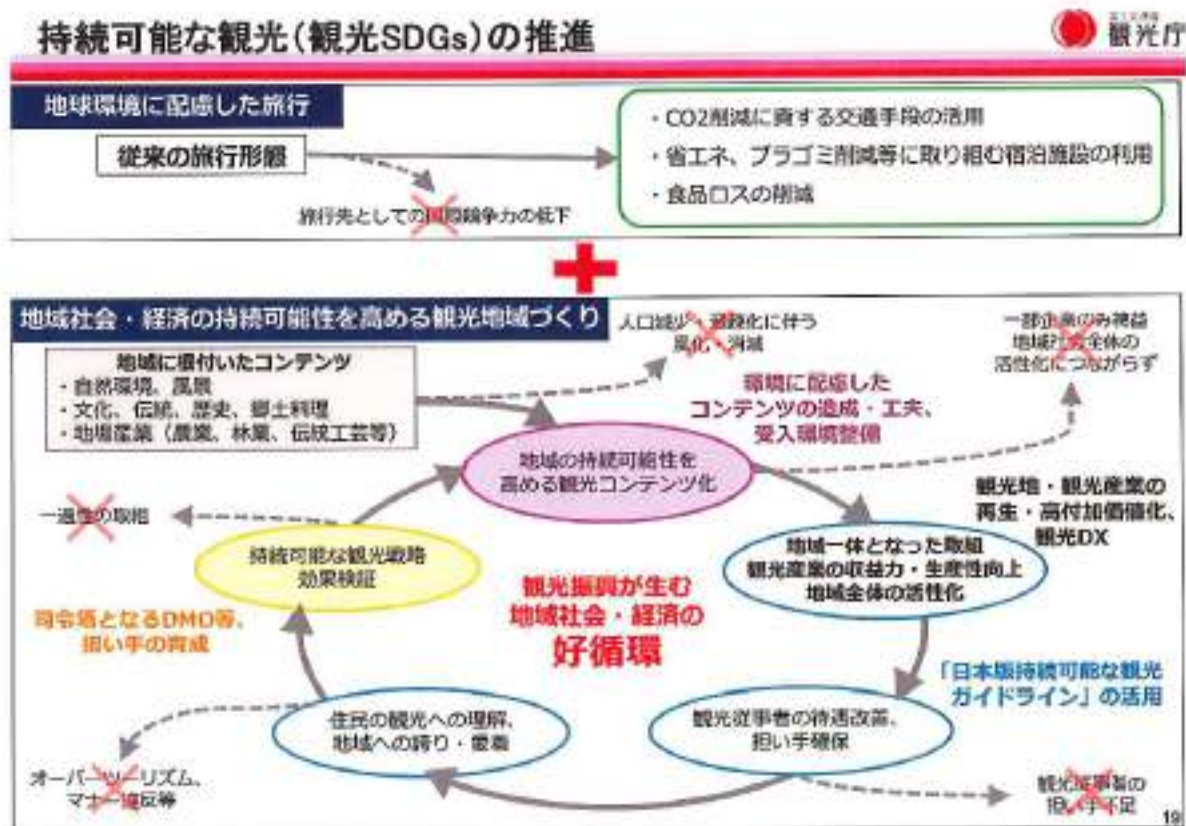 持続可能な観光(観光SDGs)の推進
観光庁
地球環境に配慮した旅行
従来の旅行形態
・CO2削減に資する交通手段の活用
・省エネ、プラゴミ削減等に取り組む宿泊施設の利用
・食品ロスの削減
旅行先としての国際競争力の低下
地域社会・経済の持続可能性を高める観光地域づくり
地域に根付いたコンテンツ
・自然環境、風景
・文化、伝統、歴史、郷土料理
・地場産業(農業、林業、伝統工芸等)
人口減少・過疎化に伴う
風化・消滅
一部企業のみ裨益
地域社会全体の
活性化につながらず
環境に配慮した
コンテンツの造成・工夫、
受入環境整備
地域の持続可能性を
高める観光コンテンツ化
観光地・観光産業の
再生・高付加価値化、
観光DX
一過性の取組
持続可能な観光戦略
効果検証
地域一体となった取組
観光産業の収益力・生産性向上
地域全体の活性化
観光振興が生む
地域社会・経済の
好循環
司令塔となるDMO等、
担い手の育成
「日本版持続可能な観光
ガイドライン」の活用
住民の観光への理解、
地域への誇り・愛着
観光従事者の待遇改善、
担い手確保
オーバーツーリズム、
マナー違反等
観光従事者の
担い手不足
19